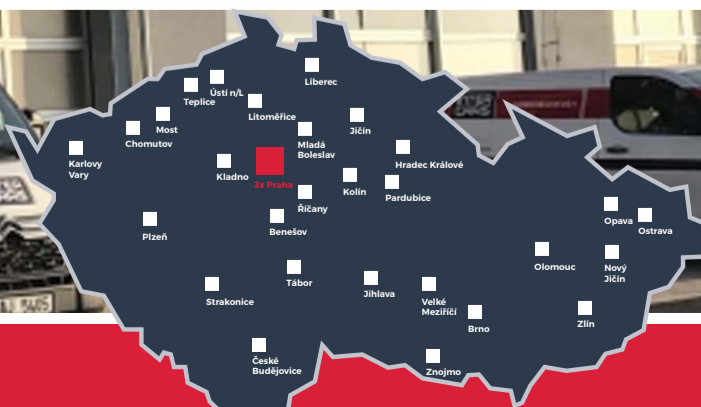 Liberec
Ústí n/L
Teplice
Litoměřice
Most
Jičín
Chomutov
Mladá
Boleslav
Karlovy
Vary
Hradec Králové
Kladno
3x Praha
Kolín
Pardubice
Říčany
Opava
Ostrava
Benešov
Plzeň
Olomouc
Nový
Jičín
Tábor
Jihlava
Strakonice
Velké
Meziříčí
Brno
Zlín
České
Budějovice
Znojmo